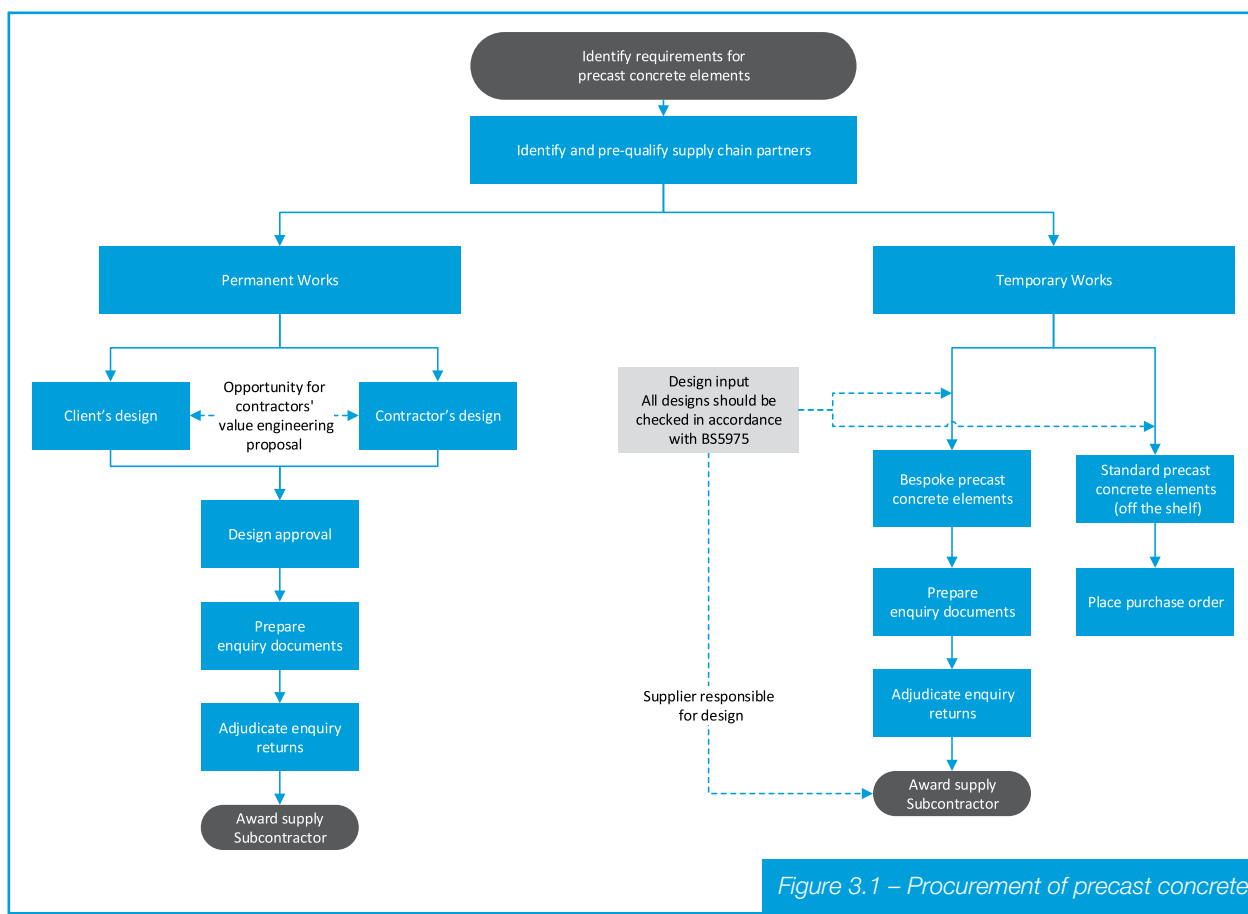 Identify requirements for
precast concrete elements
Identify and pre-qualify supply chain partners
Permanent Works
Temporary Works
Client's design
Opportunity for
contractors'
value engineering
proposal
Contractor's design
Design input
All designs should be
checked in accordance
with BS5975
Bespoke precast
concrete elements
Standard precast
concrete elements
(off the shelf)
Design approval
Prepare
enquiry documents
Place purchase order
Prepare
enquiry documents
Supplier responsible
for design
Adjudicate enquiry
returns
Adjudicate enquiry
returns
Award supply
Subcontractor
Award supply
Subcontractor
Figure 3.1 – Procurement of precast concrete